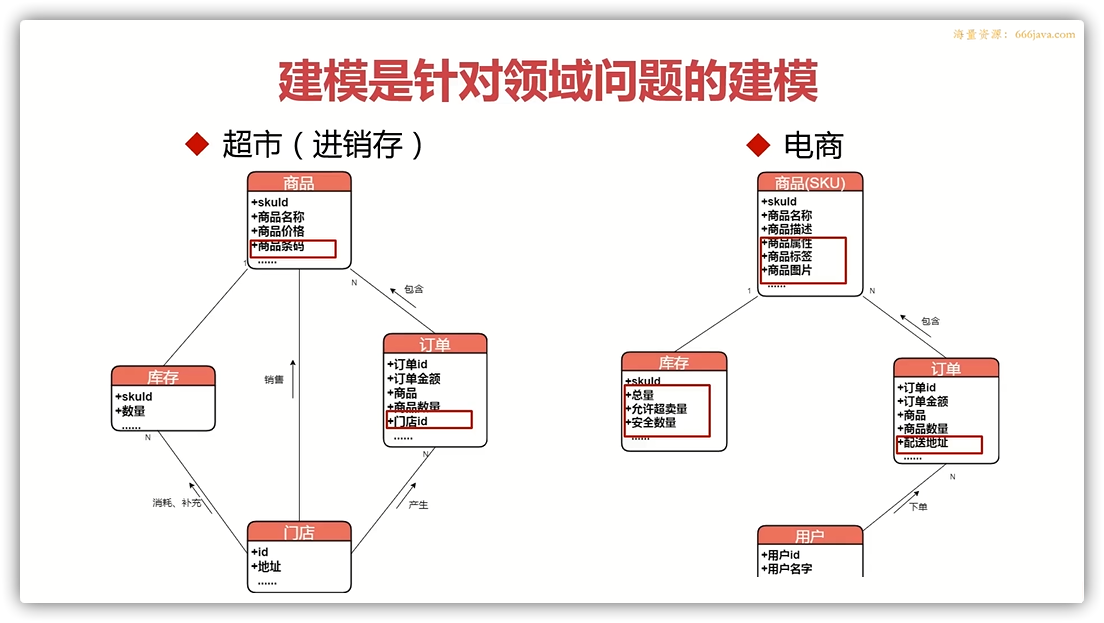 海量资源：666java.com
建模是针对领域问题的建模
超市（进销存）
商品
+skuId
+商品名称
+商品价格
+商品条码
......
1
N
包含
库存
+skuId
+数量
......
N
销售
订单
+订单id
+订单金额
+商品
+商品数量
+门店id
......
N
消耗、补充
产生
门店
+id
+地址
......
电商
商品(SKU)
+skuId
+商品名称
+商品描述
+商品属性
+商品标签
+商品图片
......
1
N
包含
库存
+skuId
+总量
+允许超卖量
+安全数量
......
订单
+订单id
+订单金额
+商品
+商品数量
+配送地址
......
N
下单
用户
+用户id
+用户名字